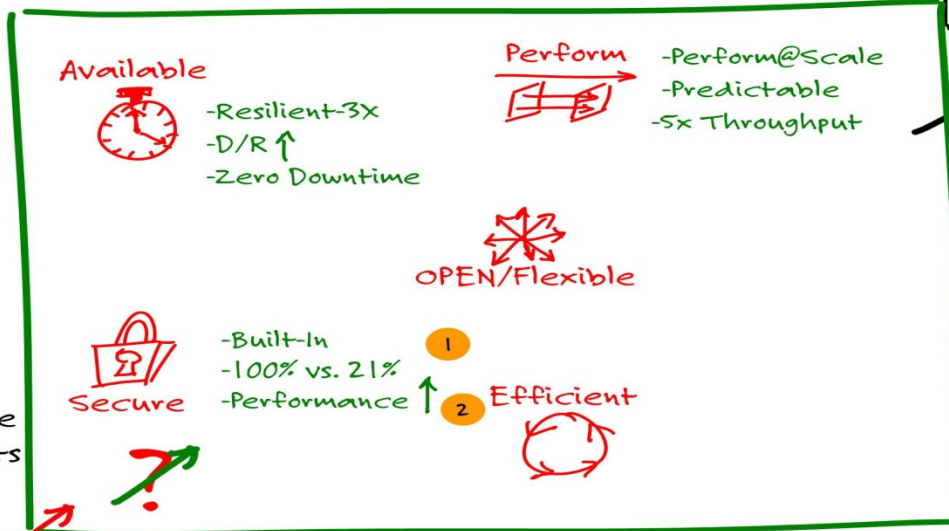 Available
-Resilient-3x
-D/R ↑
-Zero Downtime
Perform
-Perform@Scale
-Predictable
-5x Throughput
OPEN/Flexible
Secure
-Built-In
-100% vs. 21%
-Performance ↑
1
2
Efficient
?
e
rs